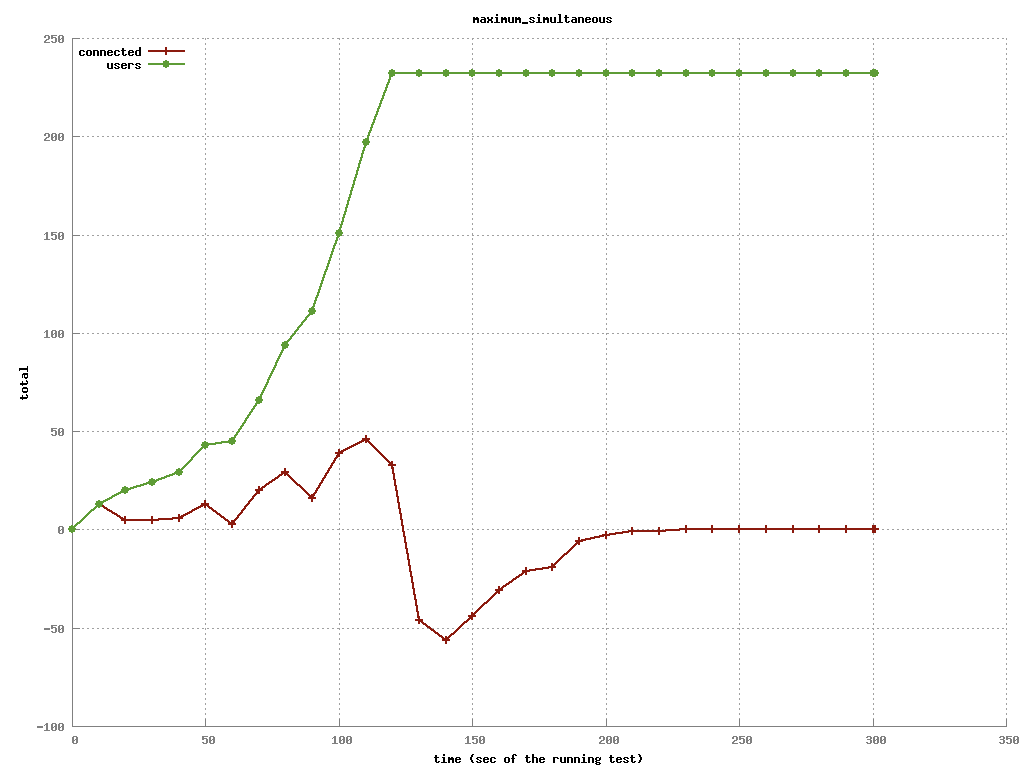 maximum_simultaneous
250
connected
users
200
150
100
total
50
0
-50
-100
0 50 100 150 200 250 300 350
time (sec of the running test)